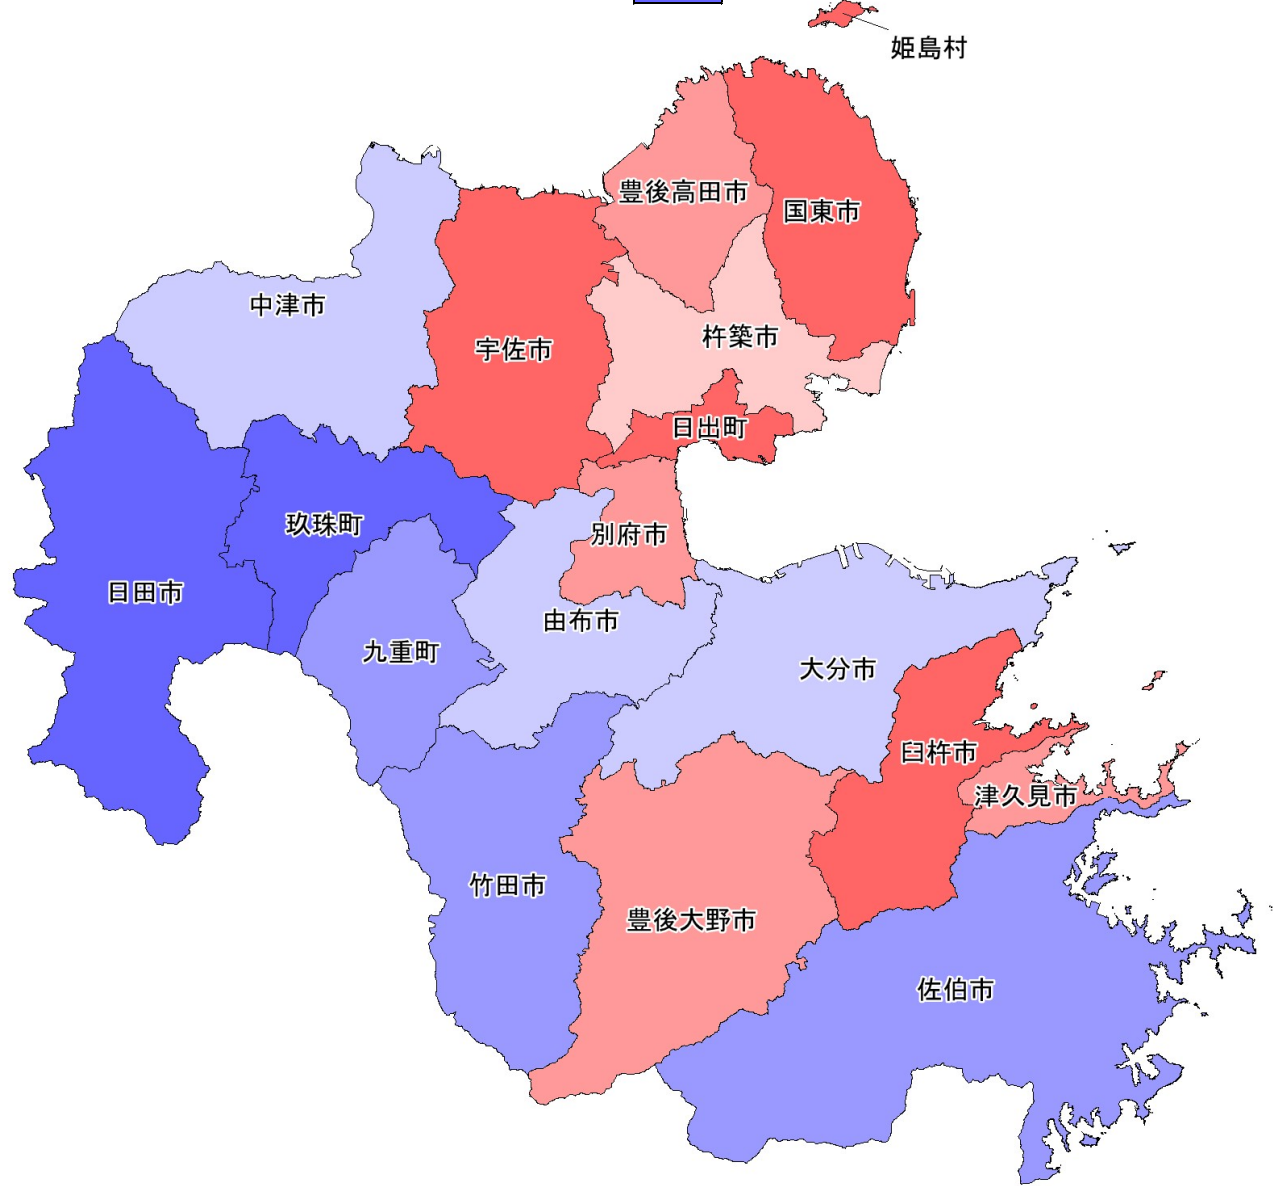 姫島村
豊後高田市
国東市
中津市
宇佐市
杵築市
日出町
玖珠町
別府市
日田市
由布市
九重町
大分市
臼杵市
津久見市
竹田市
豊後大野市
佐伯市